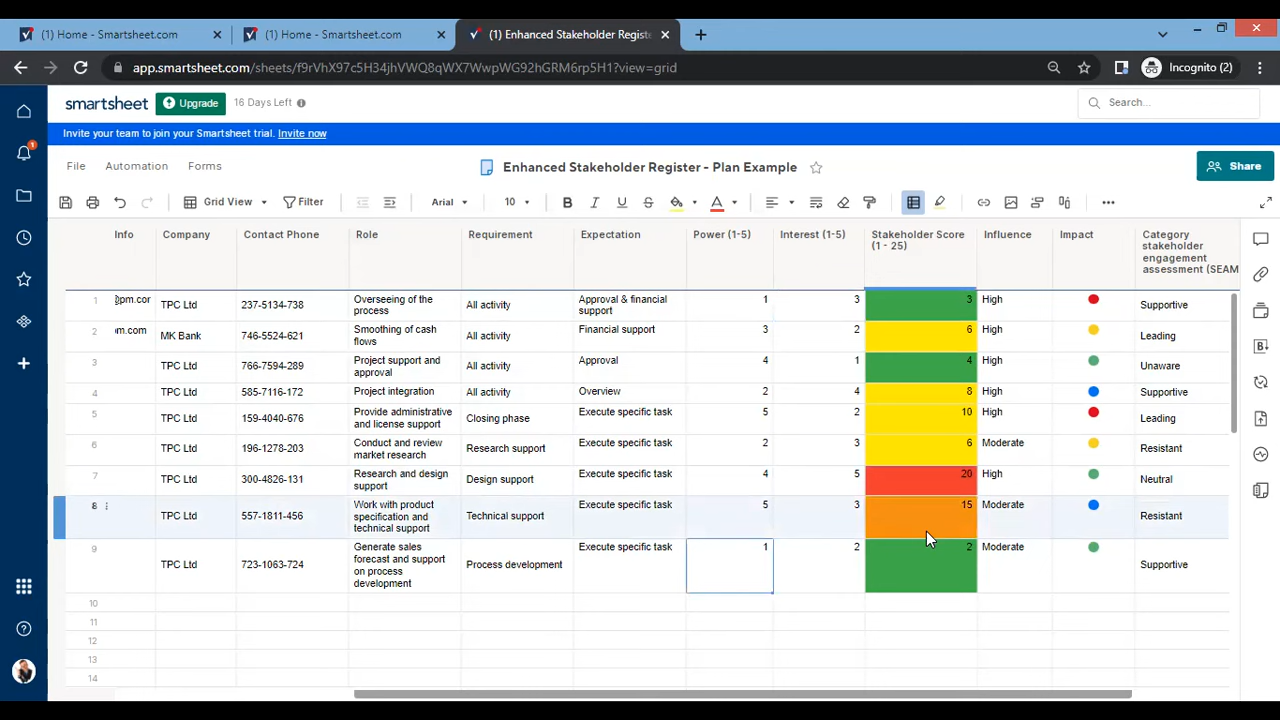 (1) Home - Smartsheet.com
(1) Home - Smartsheet.com
(1) Enhanced Stakeholder Registe
app.smartsheet.com/sheets/f9rVhX97c5H34jhVWQ8qWX7WwpWG92hGRM6rp5H1?view=grid
Incognito (2)
smartsheet
Upgrade
16 Days Left
Search...
Invite your team to join your Smartsheet trial. Invite now
File
Automation
Forms
Enhanced Stakeholder Register - Plan Example
Share
Grid View
Filter
Arial
10
B
I
U
S
A
Info
Company
Contact Phone
Role
Requirement
Expectation
Power (1-5)
Interest (1-5)
Stakeholder Score
(1 - 25)
Influence
Impact
Category
stakeholder
engagement
assessment (SEAM
1
@pm.cor
TPC Ltd
237-5134-738
Overseeing of the
process
All activity
Approval & financial
support
1
3
3
High
Supportive
2
om.com
MK Bank
746-5524-621
Smoothing of cash
flows
All activity
Financial support
3
2
6
High
Leading
3
TPC Ltd
766-7594-289
Project support and
approval
All activity
Approval
4
1
4
High
Unaware
4
TPC Ltd
585-7116-172
Project integration
All activity
Overview
2
4
8
High
Supportive
5
TPC Ltd
159-4040-676
Provide administrative
and license support
Closing phase
Execute specific task
5
2
10
High
Leading
6
TPC Ltd
196-1278-203
Conduct and review
market research
Research support
Execute specific task
2
3
6
Moderate
Resistant
7
TPC Ltd
300-4826-131
Research and design
support
Design support
Execute specific task
4
5
20
High
Neutral
8
TPC Ltd
557-1811-456
Work with product
specification and
technical support
Technical support
Execute specific task
5
3
15
Moderate
Resistant
9
TPC Ltd
723-1063-724
Generate sales
forecast and support
on process
development
Process development
Execute specific task
1
2
2
Moderate
Supportive
10
11
12
13
14